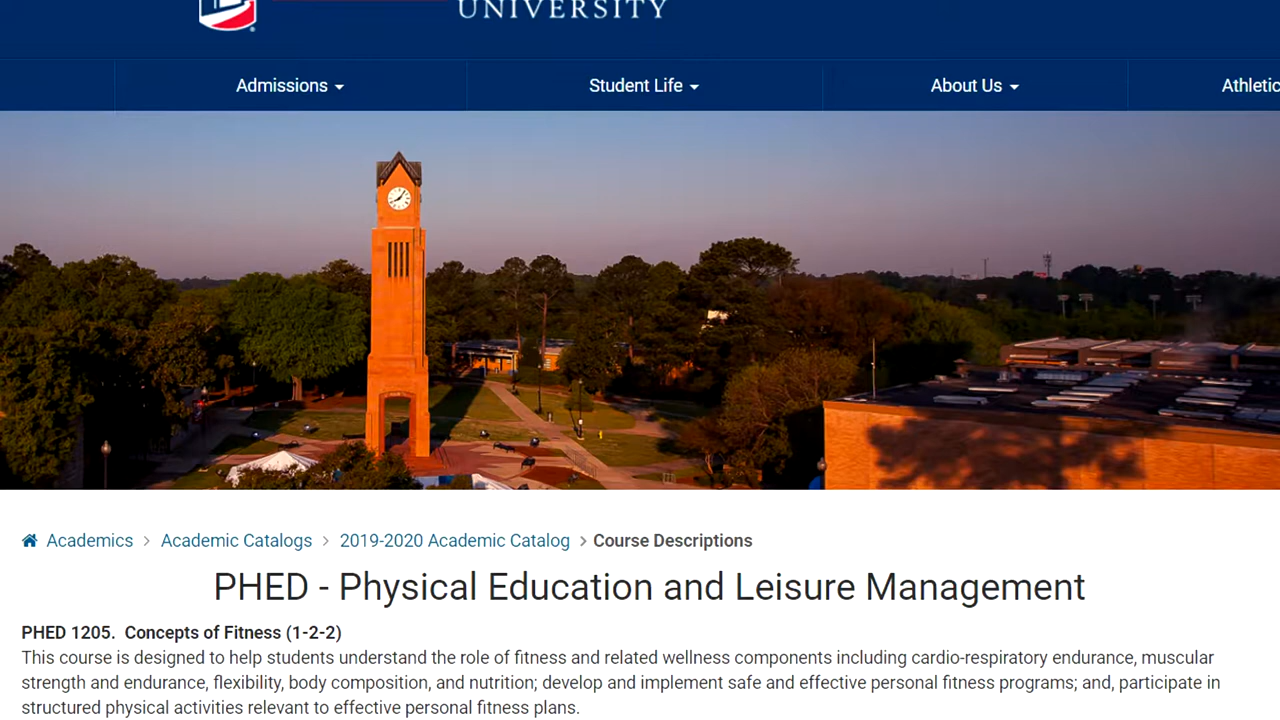 UNIVERSITY
Admissions
Student Life
About Us
Athletic
Academics > Academic Catalogs > 2019-2020 Academic Catalog > Course Descriptions
PHED - Physical Education and Leisure Management
PHED 1205.  Concepts of Fitness (1-2-2)
This course is designed to help students understand the role of fitness and related wellness components including cardio-respiratory endurance, muscular
strength and endurance, flexibility, body composition, and nutrition; develop and implement safe and effective personal fitness programs; and, participate in
structured physical activities relevant to effective personal fitness plans.